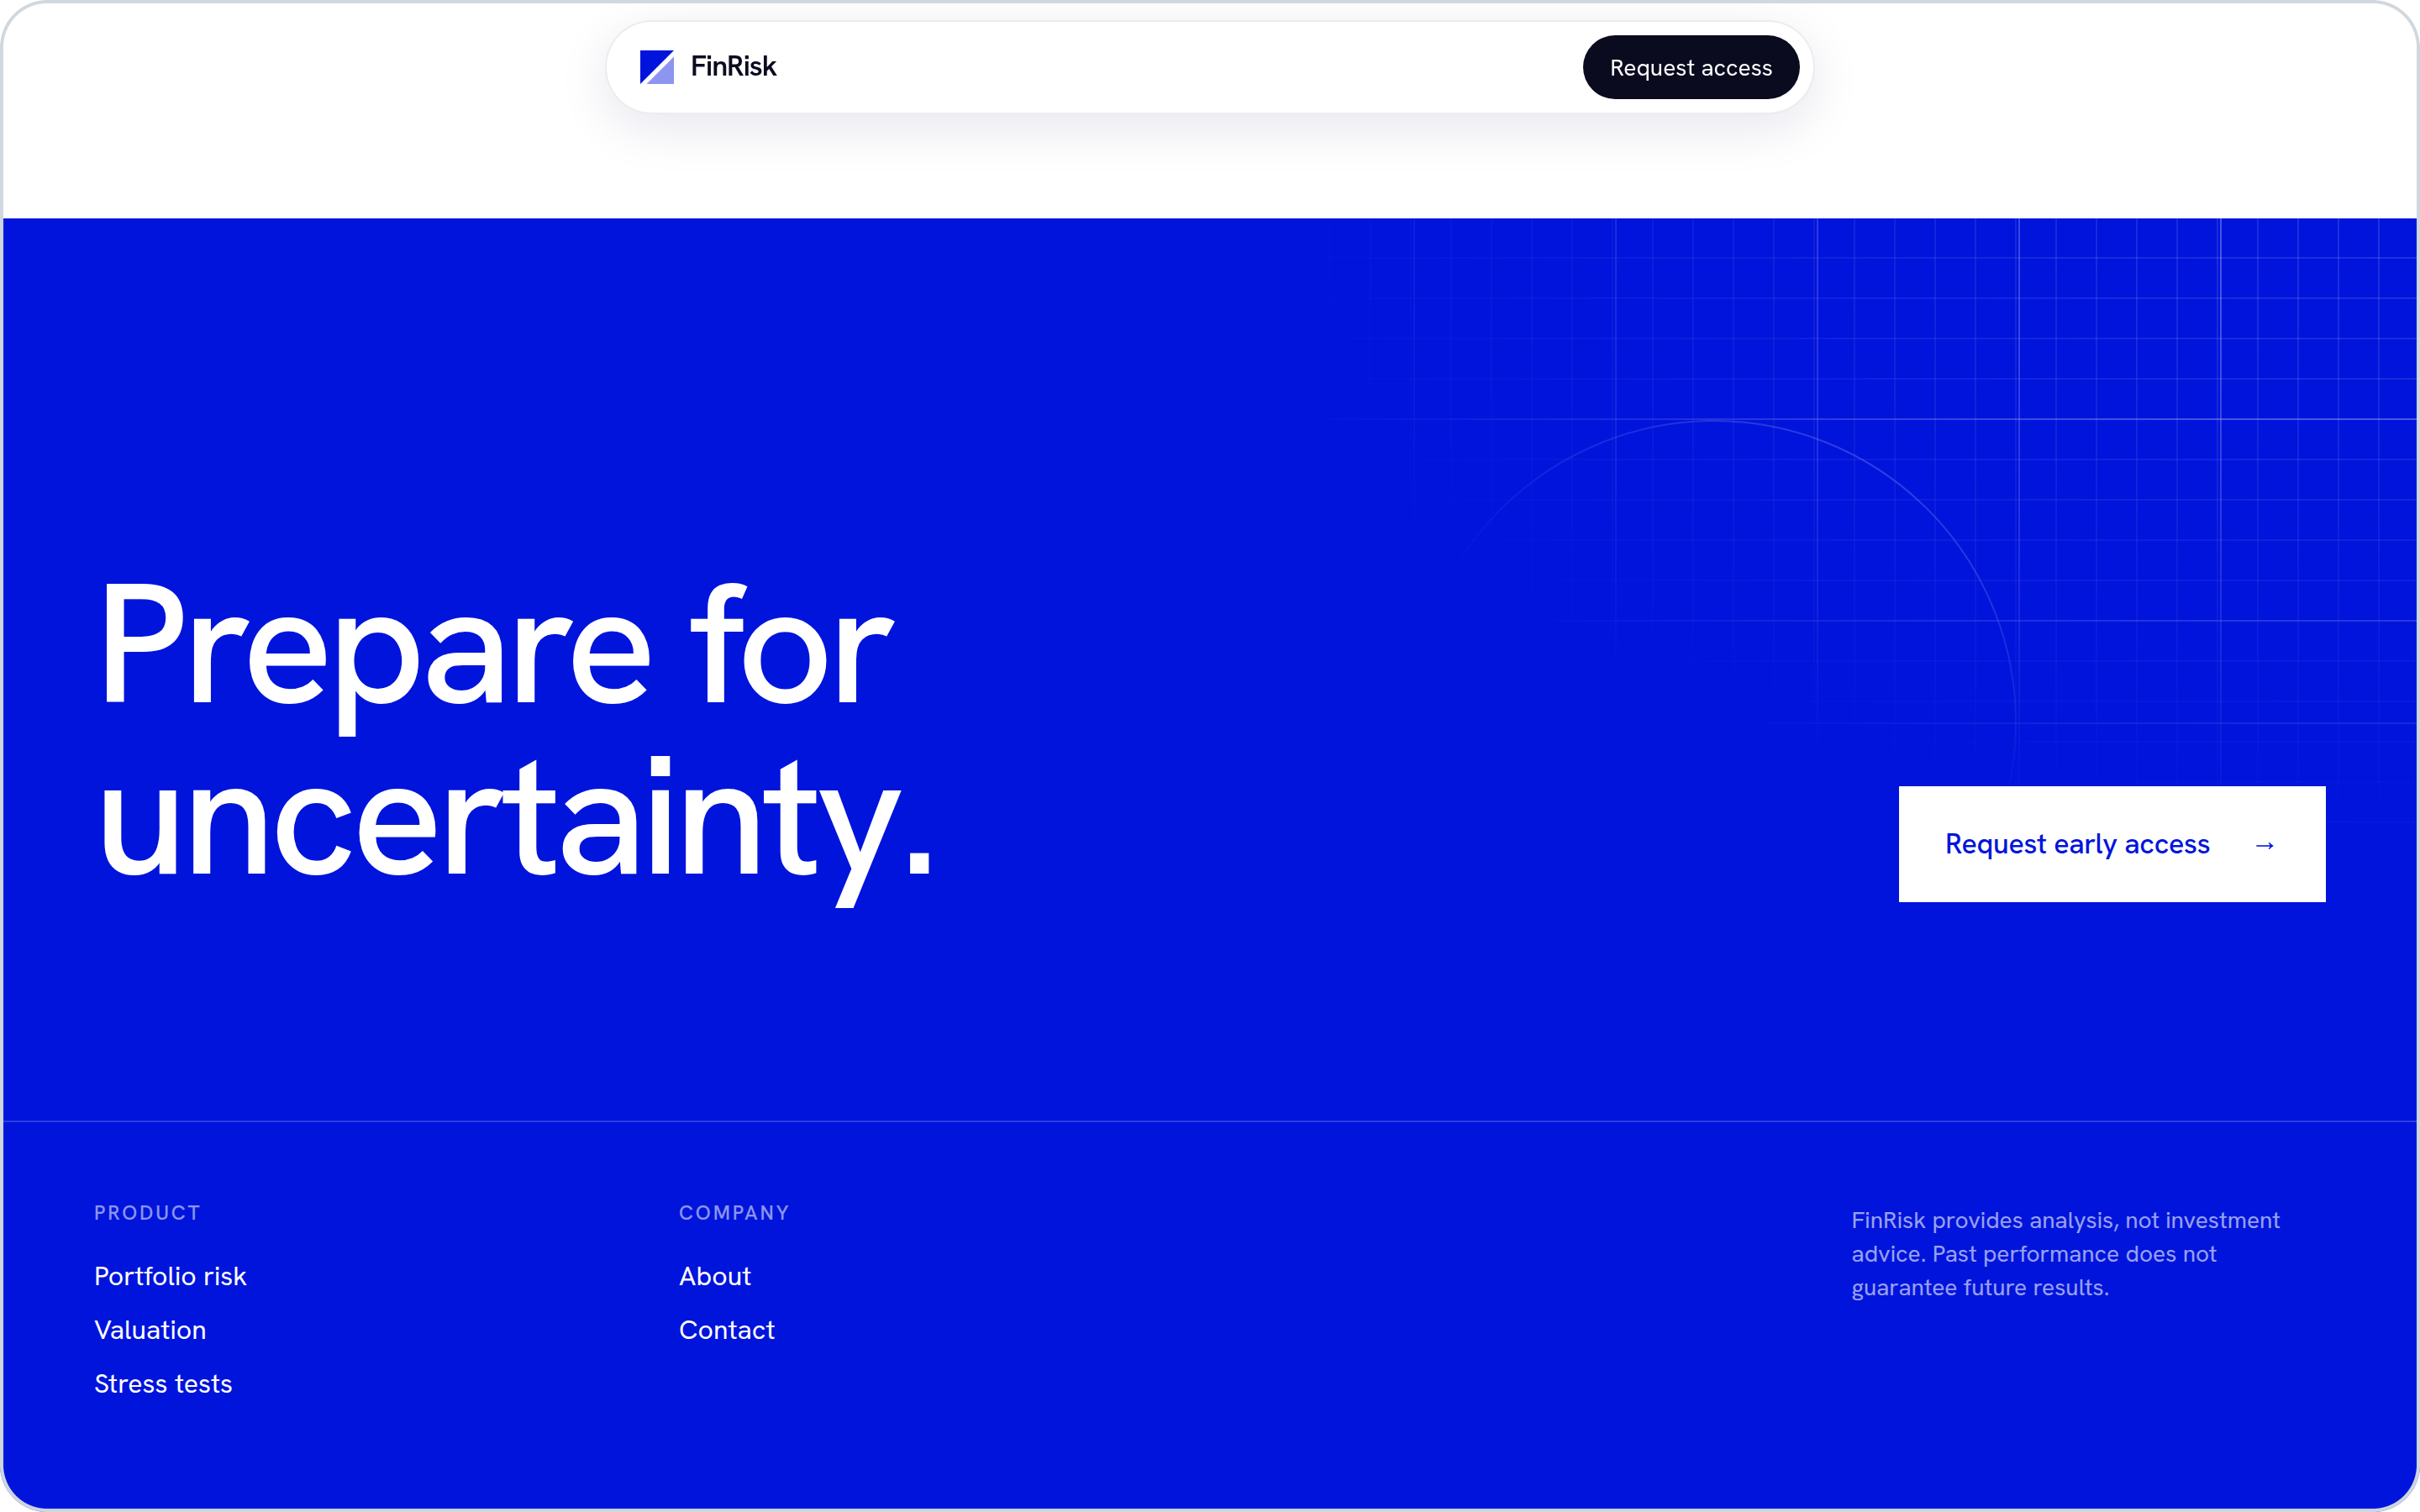 FinRisk
Request access
Prepare for
uncertainty.
Request early access →
PRODUCT
Portfolio risk
Valuation
Stress tests
COMPANY
About
Contact
FinRisk provides analysis, not investment
advice. Past performance does not
guarantee future results.